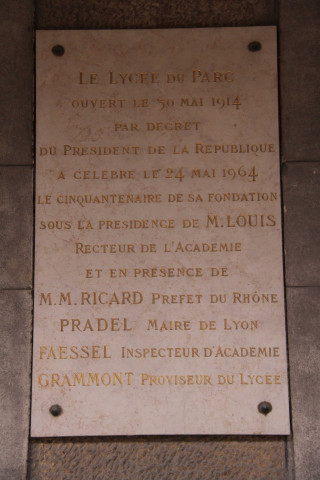 LE LYCEE DU PARC
OUVERT LE 30 MAI 1914
PAR DECRET
DU PRESIDENT DE LA REPUBLIQUE
A CELEBRE LE 24 MAI 1964
LE CINQUANTENAIRE DE SA FONDATION
SOUS LA PRESIDENCE DE M. LOUIS
RECTEUR DE L'ACADEMIE
ET EN PRESENCE DE
M.M. RICARD PREFET DU RHÔNE
PRADEL MAIRE DE LYON
FAESSEL INSPECTEUR D'ACADEMIE
GRAMMONT PROVISEUR DU LYCEE